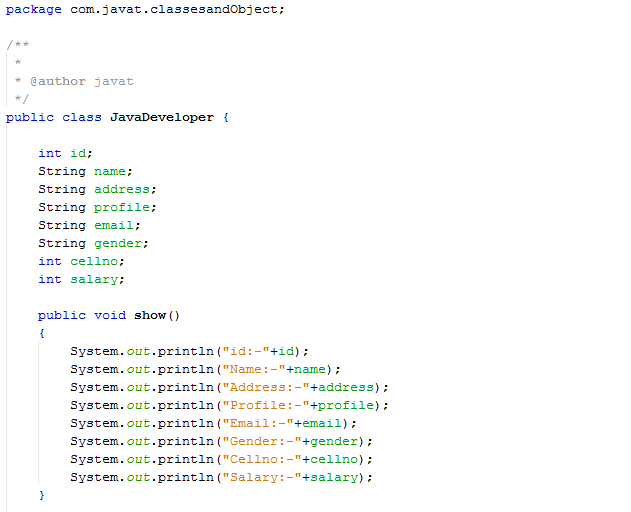 package com.javat.classesandObject;
/**
 *
 * @author javat
 */
public class JavaDeveloper {
    int id;
    String name;
    String address;
    String profile;
    String email;
    String gender;
    int cellno;
    int salary;
    public void show()
    {
        System.out.println("id:-"+id);
        System.out.println("Name:-"+name);
        System.out.println("Address:-"+address);
        System.out.println("Profile:-"+profile);
        System.out.println("Email:-"+email);
        System.out.println("Gender:-"+gender);
        System.out.println("Cellno:-"+cellno);
        System.out.println("Salary:-"+salary);
    }